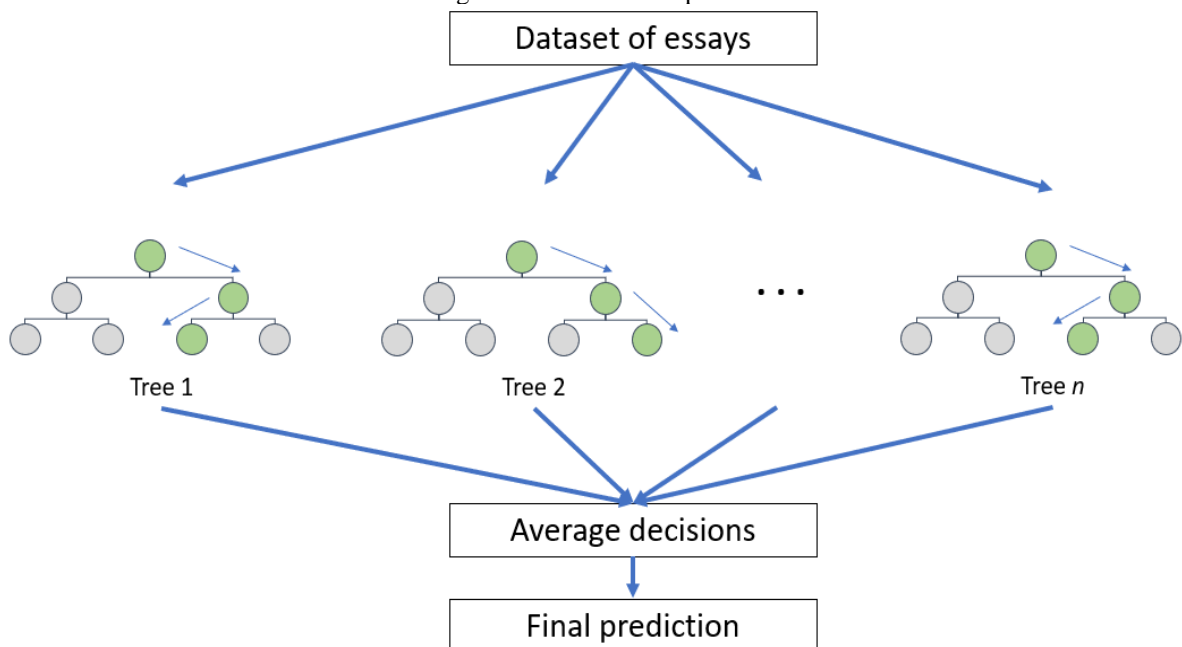 Dataset of essays
. . .
Tree 1
Tree 2
Tree n
Average decisions
Final prediction